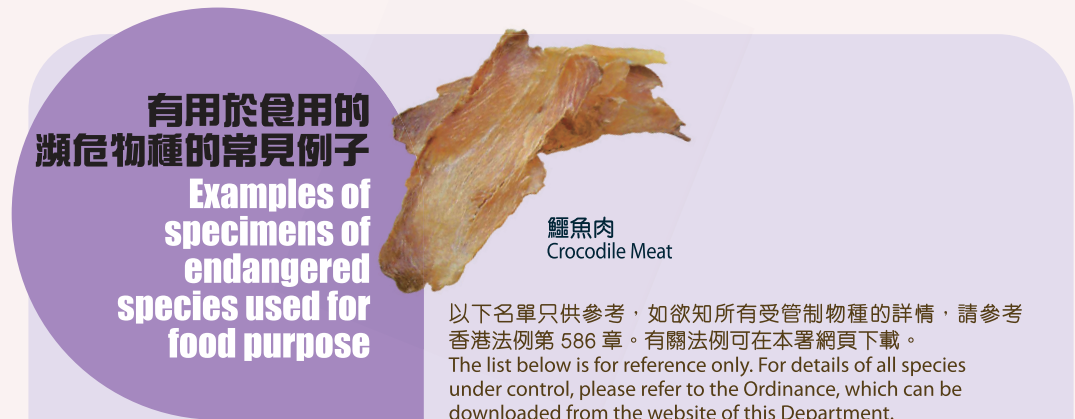 有用於食用的
瀕危物種的常見例子
Examples of
specimens of
endangered
species used for
food purpose
鱷魚肉
Crocodile Meat
以下名單只供參考，如欲知所有受管制物種的詳情，請參考
香港法例第 586 章。有關法例可在本署網頁下載。
The list below is for reference only. For details of all species
under control, please refer to the Ordinance, which can be
downloaded from the website of this Department.